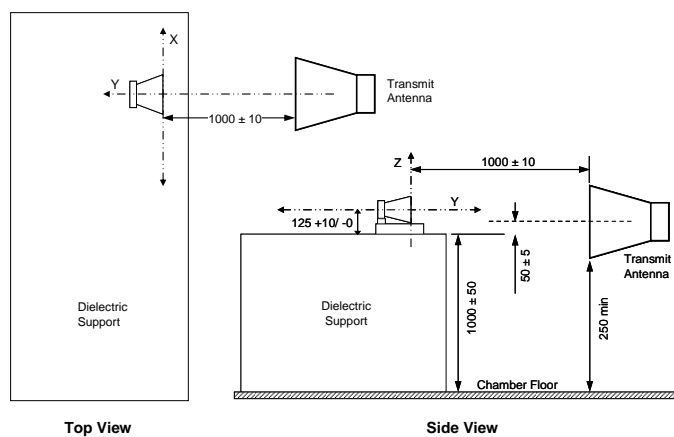 X
Y
Transmit
Antenna
1000 ± 10
Dielectric
Support
Top View
Z
1000 ± 10
Y
125 +10/ -0
50 ± 5
1000 ± 50
250 min
Transmit
Antenna
Dielectric
Support
Chamber Floor
Side View